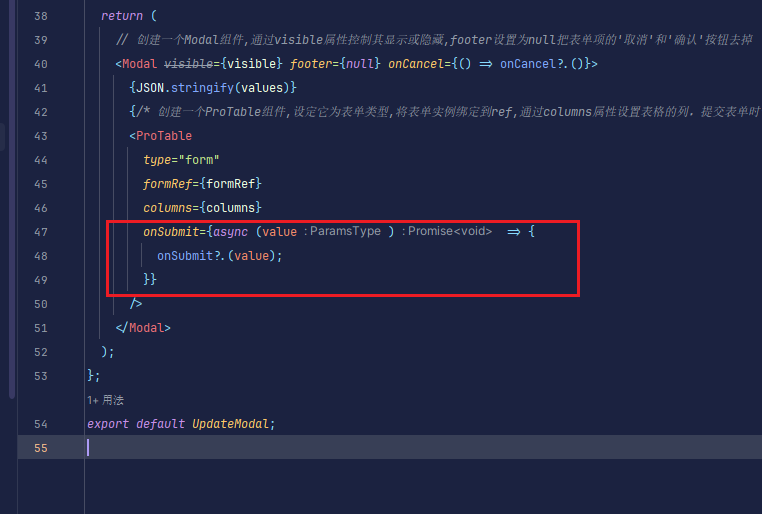 38 return (
39 // 创建一个Modal组件,通过visible属性控制其显示或隐藏,footer设置为null把表单项的'取消'和'确认'按钮去掉
40 <Modal visible={visible} footer={null} onCancel={() => onCancel?.()}>
41 {JSON.stringify(values)}
42 {/* 创建一个ProTable组件,设定它为表单类型,将表单实例绑定到ref,通过columns属性设置表格的列. 提交表单时
43 <ProTable
44 type="form"
45 formRef={formRef}
46 columns={columns}
47 onSubmit={async (value : ParamsType ) : Promise<void> => {
48 onSubmit?.(value);
49 }}
50 />
51 </Modal>
52 );
53 };
1+ 用法
54 export default UpdateModal;
55